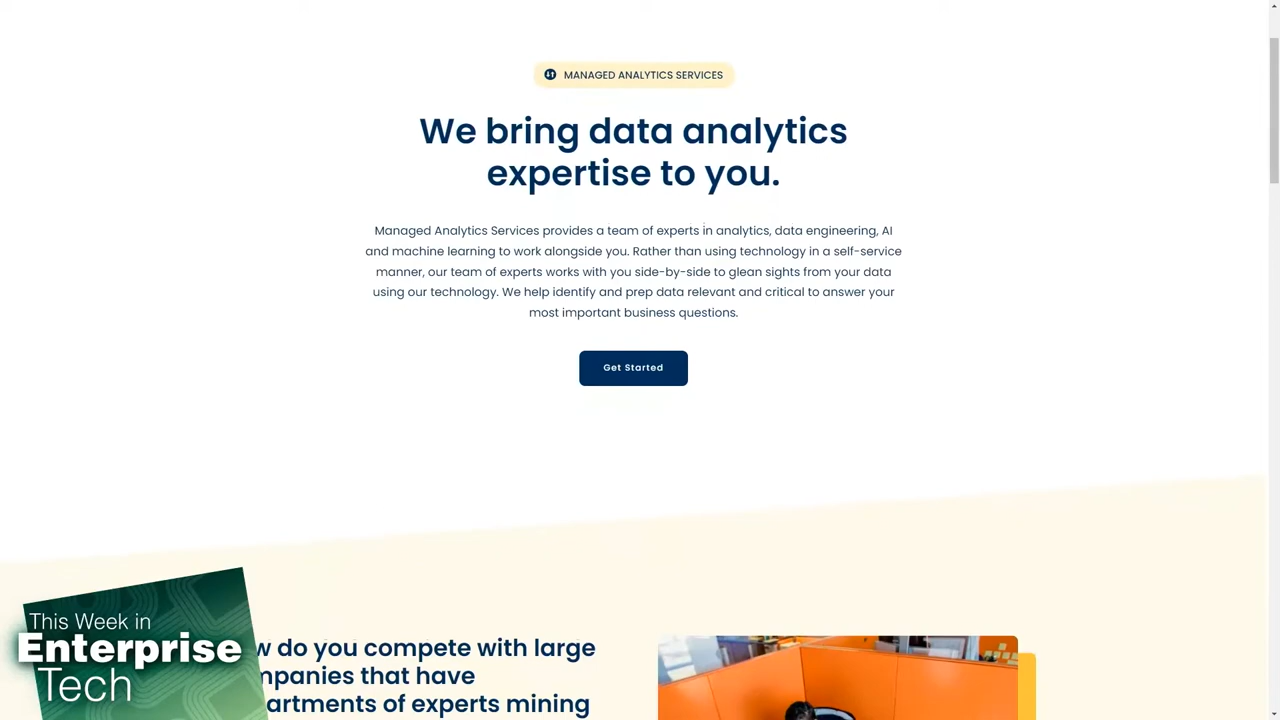 MANAGED ANALYTICS SERVICES
We bring data analytics
expertise to you.
Managed Analytics Services provides a team of experts in analytics, data engineering, AI
and machine learning to work alongside you. Rather than using technology in a self-service
manner, our team of experts works with you side-by-side to glean sights from your data
using our technology. We help identify and prep data relevant and critical to answer your
most important business questions.
Get Started
w do you compete with large
mpanies that have
artments of experts mining
This Week in
Enterprise
Tech